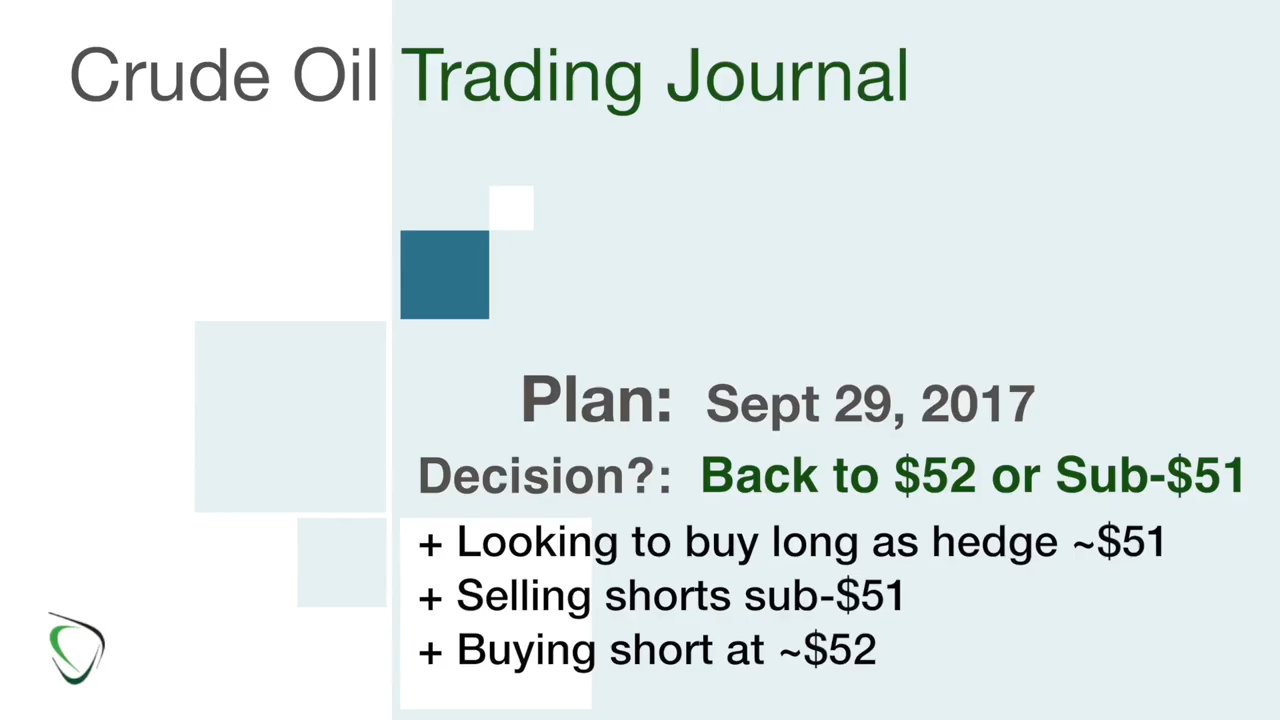 Crude Oil Trading Journal
Plan: Sept 29, 2017
Decision?: Back to $52 or Sub-$51
+ Looking to buy long as hedge ~$51
+ Selling shorts sub-$51
+ Buying short at ~$52